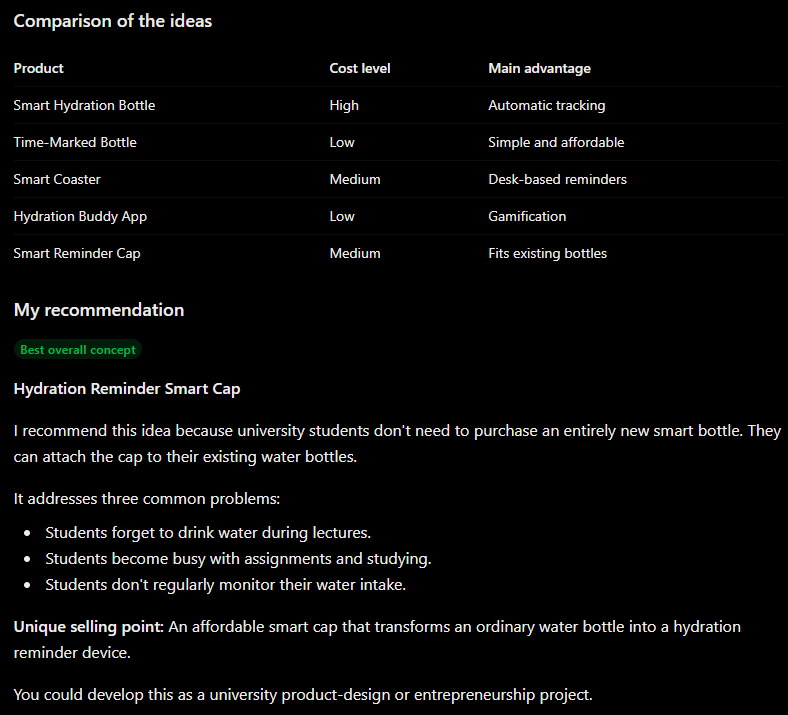 Comparison of the ideas
Product Cost level Main advantage
Smart Hydration Bottle High Automatic tracking
Time-Marked Bottle Low Simple and affordable
Smart Coaster Medium Desk-based reminders
Hydration Buddy App Low Gamification
Smart Reminder Cap Medium Fits existing bottles
My recommendation
Best overall concept
Hydration Reminder Smart Cap
I recommend this idea because university students don't need to purchase an entirely new smart bottle. They
can attach the cap to their existing water bottles.
It addresses three common problems:
• Students forget to drink water during lectures.
• Students become busy with assignments and studying.
• Students don't regularly monitor their water intake.
Unique selling point: An affordable smart cap that transforms an ordinary water bottle into a hydration
reminder device.
You could develop this as a university product-design or entrepreneurship project.